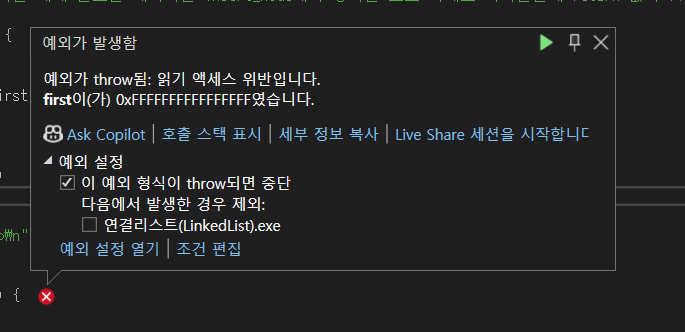 {
예외가 발생함
예외가 throw됨: 읽기 액세스 위반입니다.
first이(가) 0xFFFFFFFFFFFFFFFF였습니다.
irst
Ask Copilot | 호출 스택 표시 | 세부 정보 복사 | Live Share 세션을 시작합니다
예외 설정
이 예외 형식이 throw되면 중단
다음에서 발생한 경우 제외:
연결리스트(LinkedList).exe
예외 설정 열기 | 조건 편집
{